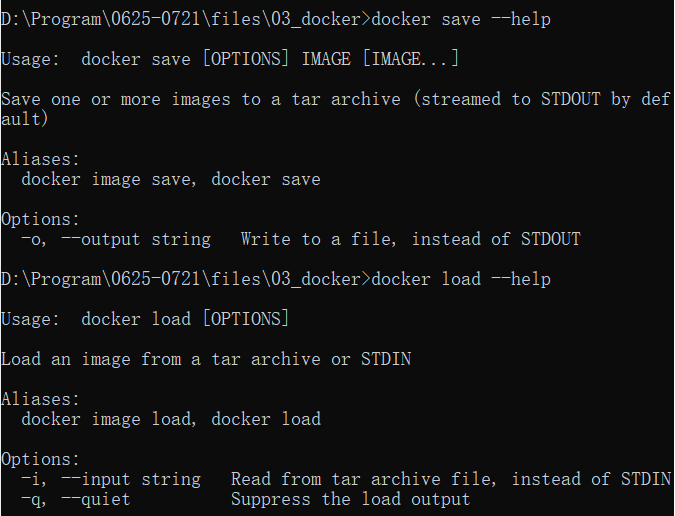 D:\Program\0625-0721\files\03_docker>docker save --help
Usage:  docker save [OPTIONS] IMAGE [IMAGE...]
Save one or more images to a tar archive (streamed to STDOUT by def
ault)
Aliases:
  docker image save, docker save
Options:
  -o, --output string   Write to a file, instead of STDOUT
D:\Program\0625-0721\files\03_docker>docker load --help
Usage:  docker load [OPTIONS]
Load an image from a tar archive or STDIN
Aliases:
  docker image load, docker load
Options:
  -i, --input string   Read from tar archive file, instead of STDIN
  -q, --quiet          Suppress the load output